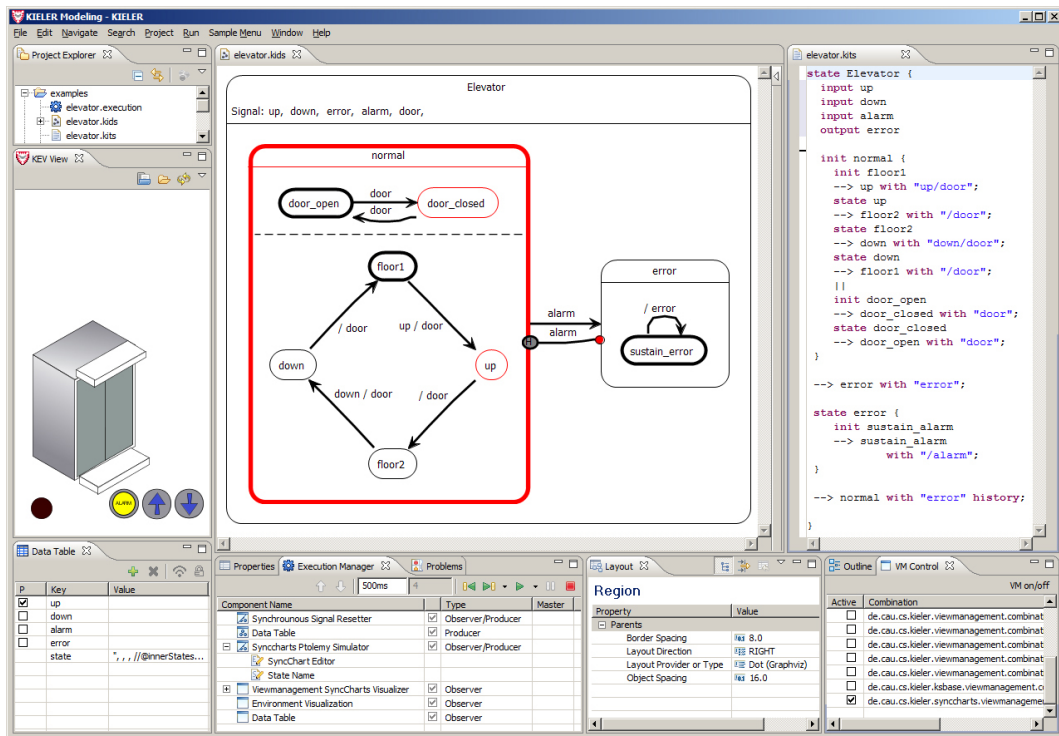 KIELER Modeling - KIELER
File Edit Navigate Search Project Run Sample Menu Window Help
Project Explorer
examples
elevator.execution
elevator.kids
elevator.kits
KEV View
ALARM
elevator.kids
Elevator
Signal: up, down, error, alarm, door,
normal
door
door_open
door_closed
door
floor1
/ door
up / door
down
up
down / door
/ door
floor2
alarm
alarm
H
error
/ error
sustain_error
elevator.kits
state Elevator {
input up
input down
input alarm
output error
init normal {
init floor1
--> up with "up/door";
state up
--> floor2 with "/door";
state floor2
--> down with "down/door";
state down
--> floor1 with "/door";
||
init door_open
--> door_closed with "door";
state door_closed
--> door_open with "door";
}
--> error with "error";
state error {
init sustain_alarm
--> sustain_alarm
with "/alarm";
}
--> normal with "error" history;
}
Data Table
P Key Value
up
down
alarm
error
state ", , , //@innerStates...
Properties Execution Manager Problems
500ms 4
Component Name Type Master
Synchrounous Signal Resetter Observer/Producer
Data Table Producer
Synccharts Ptolemy Simulator Observer/Producer
SyncChart Editor
State Name
Viewmanagement SyncCharts Visualizer Observer
Environment Visualization Observer
Data Table Observer
Layout
Region
Property Value
Parents
Border Spacing 8.0
Layout Direction RIGHT
Layout Provider or Type Dot (Graphviz)
Object Spacing 16.0
Outline VM Control
VM on/off
Active Combination
de.cau.cs.kieler.viewmanagement.combinat
de.cau.cs.kieler.viewmanagement.combinat
de.cau.cs.kieler.viewmanagement.combinat
de.cau.cs.kieler.viewmanagement.combinat
de.cau.cs.kieler.viewmanagement.combinat
de.cau.cs.kieler.ksbase.viewmanagement.co
de.cau.cs.kieler.synccharts.viewmanageme